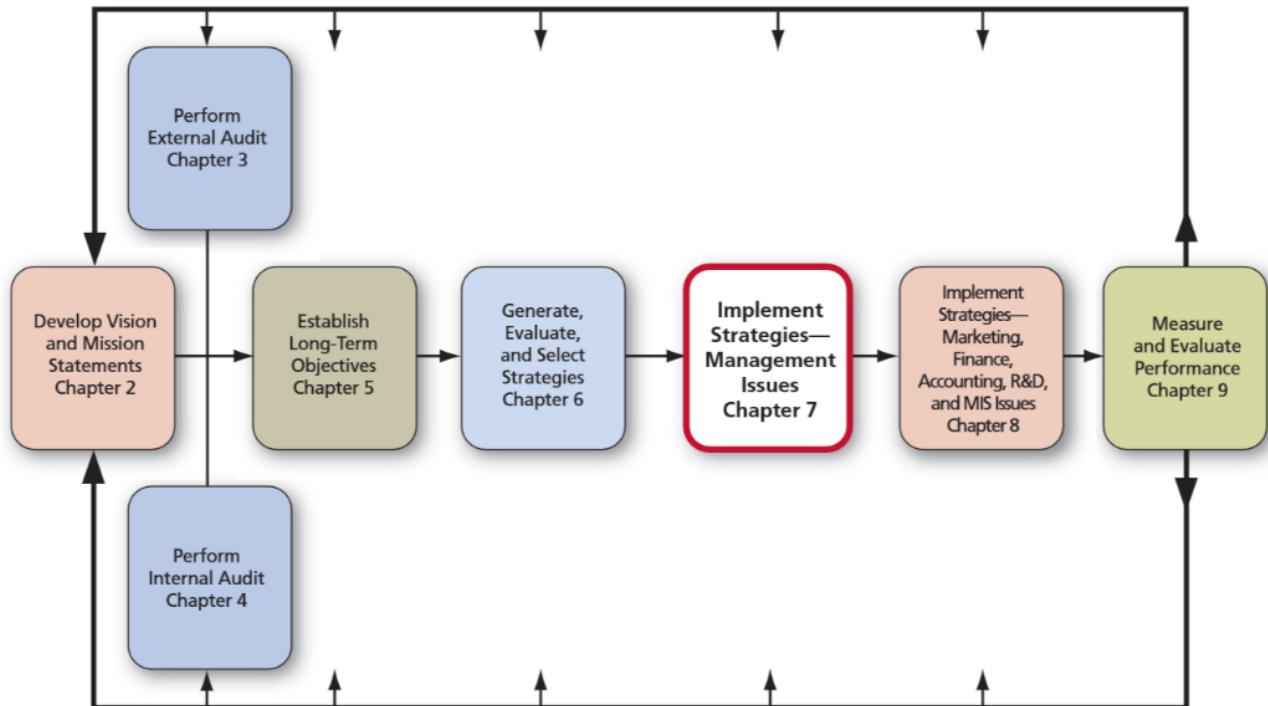 Perform
External Audit
Chapter 3
Develop Vision
and Mission
Statements
Chapter 2
Establish
Long-Term
Objectives
Chapter 5
Generate,
Evaluate,
and Select
Strategies
Chapter 6
Implement
Strategies—
Management
Issues
Chapter 7
Implement
Strategies—
Marketing,
Finance,
Accounting, R&D,
and MIS Issues
Chapter 8
Measure
and Evaluate
Performance
Chapter 9
Perform
Internal Audit
Chapter 4